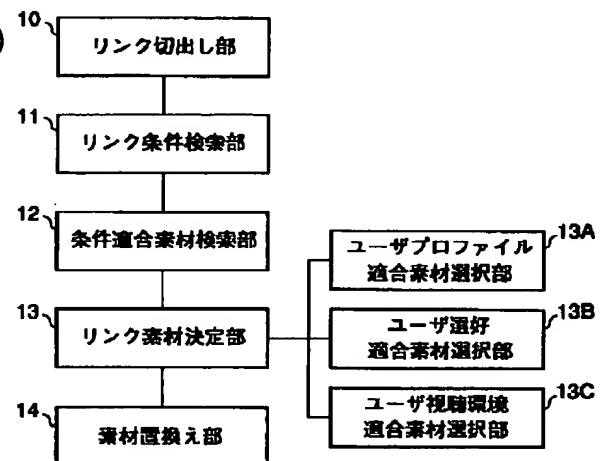 10
リンク切出し部
11
リンク条件検索部
12
条件適合素材検索部
13
リンク素材決定部
14
素材置換え部
ユーザプロファイル
適合素材選択部
13A
ユーザ選好
適合素材選択部
13B
ユーザ視聴環境
適合素材選択部
13C